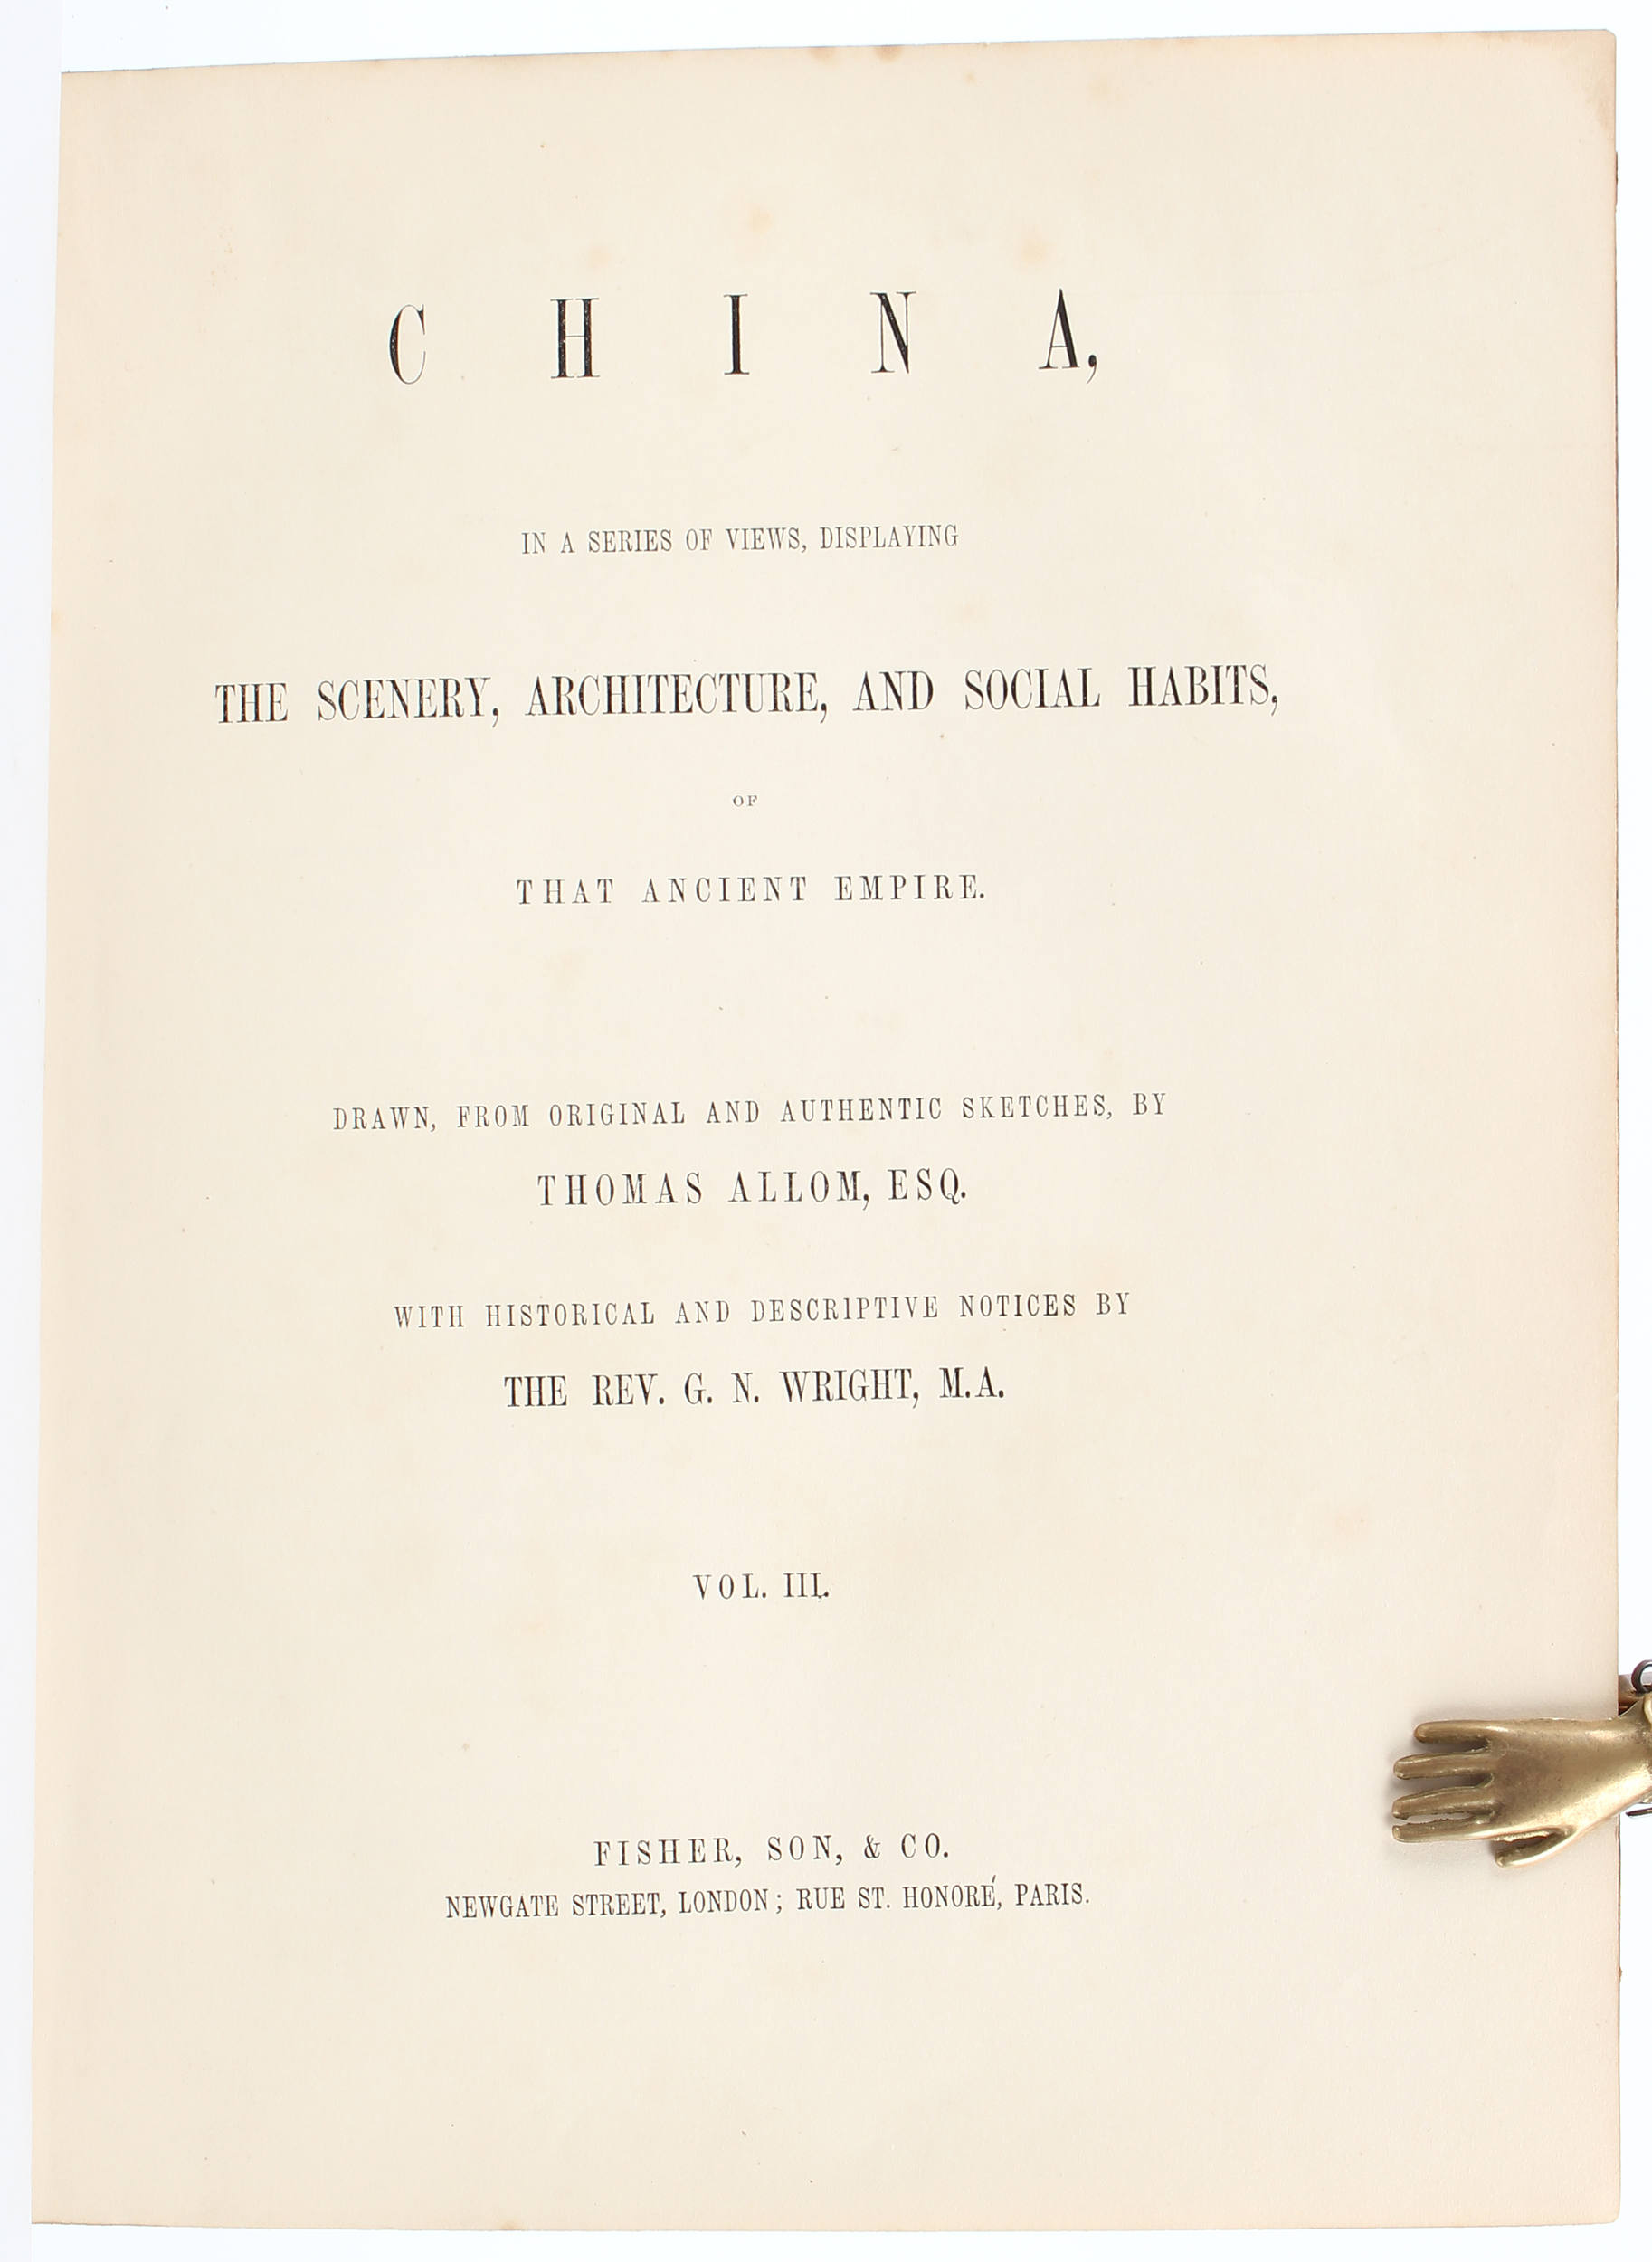 CHINA,
IN A SERIES OF VIEWS, DISPLAYING
THE SCENERY, ARCHITECTURE, AND SOCIAL HABITS,
OF
THAT ANCIENT EMPIRE.
DRAWN, FROM ORIGINAL AND AUTHENTIC SKETCHES, BY
THOMAS ALLOM, ESQ.
WITH HISTORICAL AND DESCR1PTIVE NOTICES BY
THE REV. G. N. WRIGHT, M.A.
VOL. III.
FISHER, SON, & CO.
NEWGATE STREET, LONDON; RUE ST. HONORÉ, PARIS.